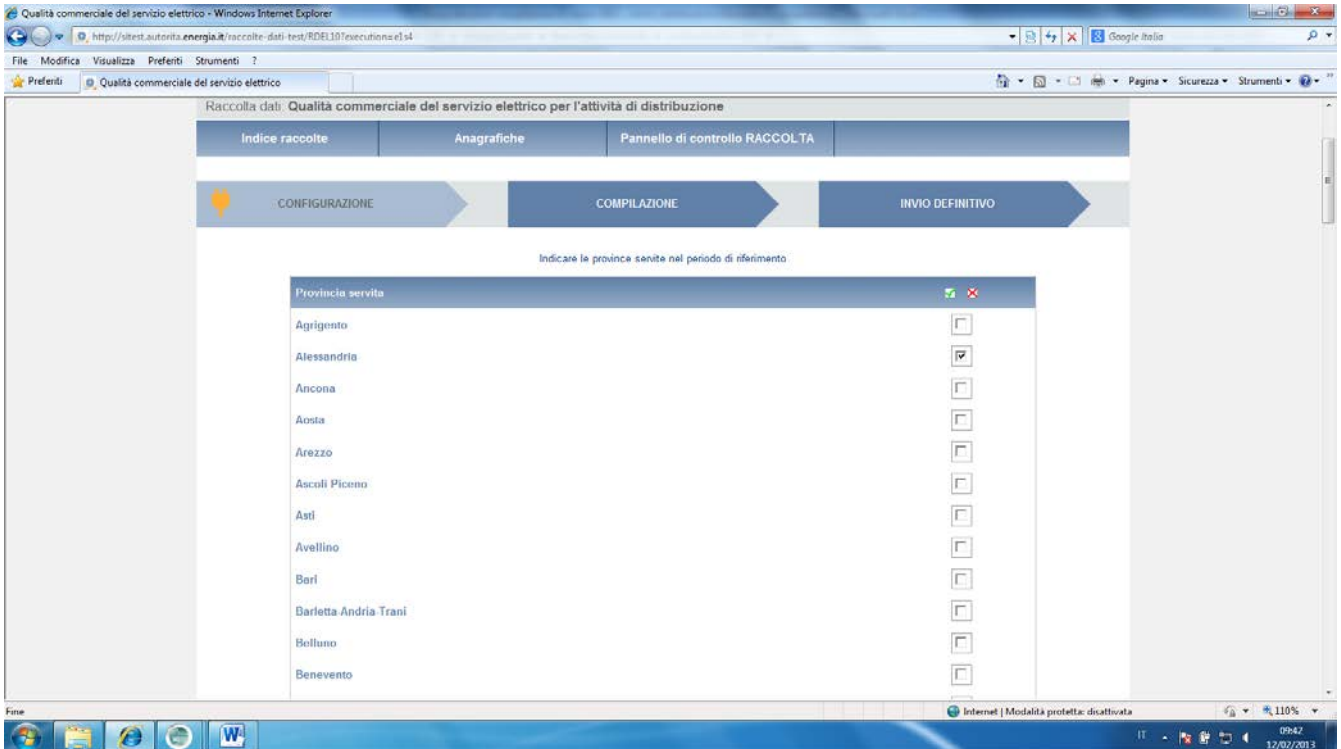 Qualità commerciale del servizio elettrico - Windows Internet Explorer
http://sitest.autorita.energia.it/raccolte-dati-test/RDEL10?execution=e1s4
Google Italia
File Modifica Visualizza Preferiti Strumenti ?
Preferiti Qualità commerciale del servizio elettrico Pagina Sicurezza Strumenti
Raccolta dati: Qualità commerciale del servizio elettrico per l'attività di distribuzione
Indice raccolte Anagrafiche Pannello di controllo RACCOLTA
CONFIGURAZIONE COMPILAZIONE INVIO DEFINITIVO
Indicare le province servite nel periodo di riferimento
Provincia servita
Agrigento
Alessandria
Ancona
Aosta
Arezzo
Ascoli Piceno
Asti
Avellino
Bari
Barletta-Andria-Trani
Belluno
Benevento
Fine Internet | Modalità protetta: disattivata 110%
IT 09:42
12/02/2013